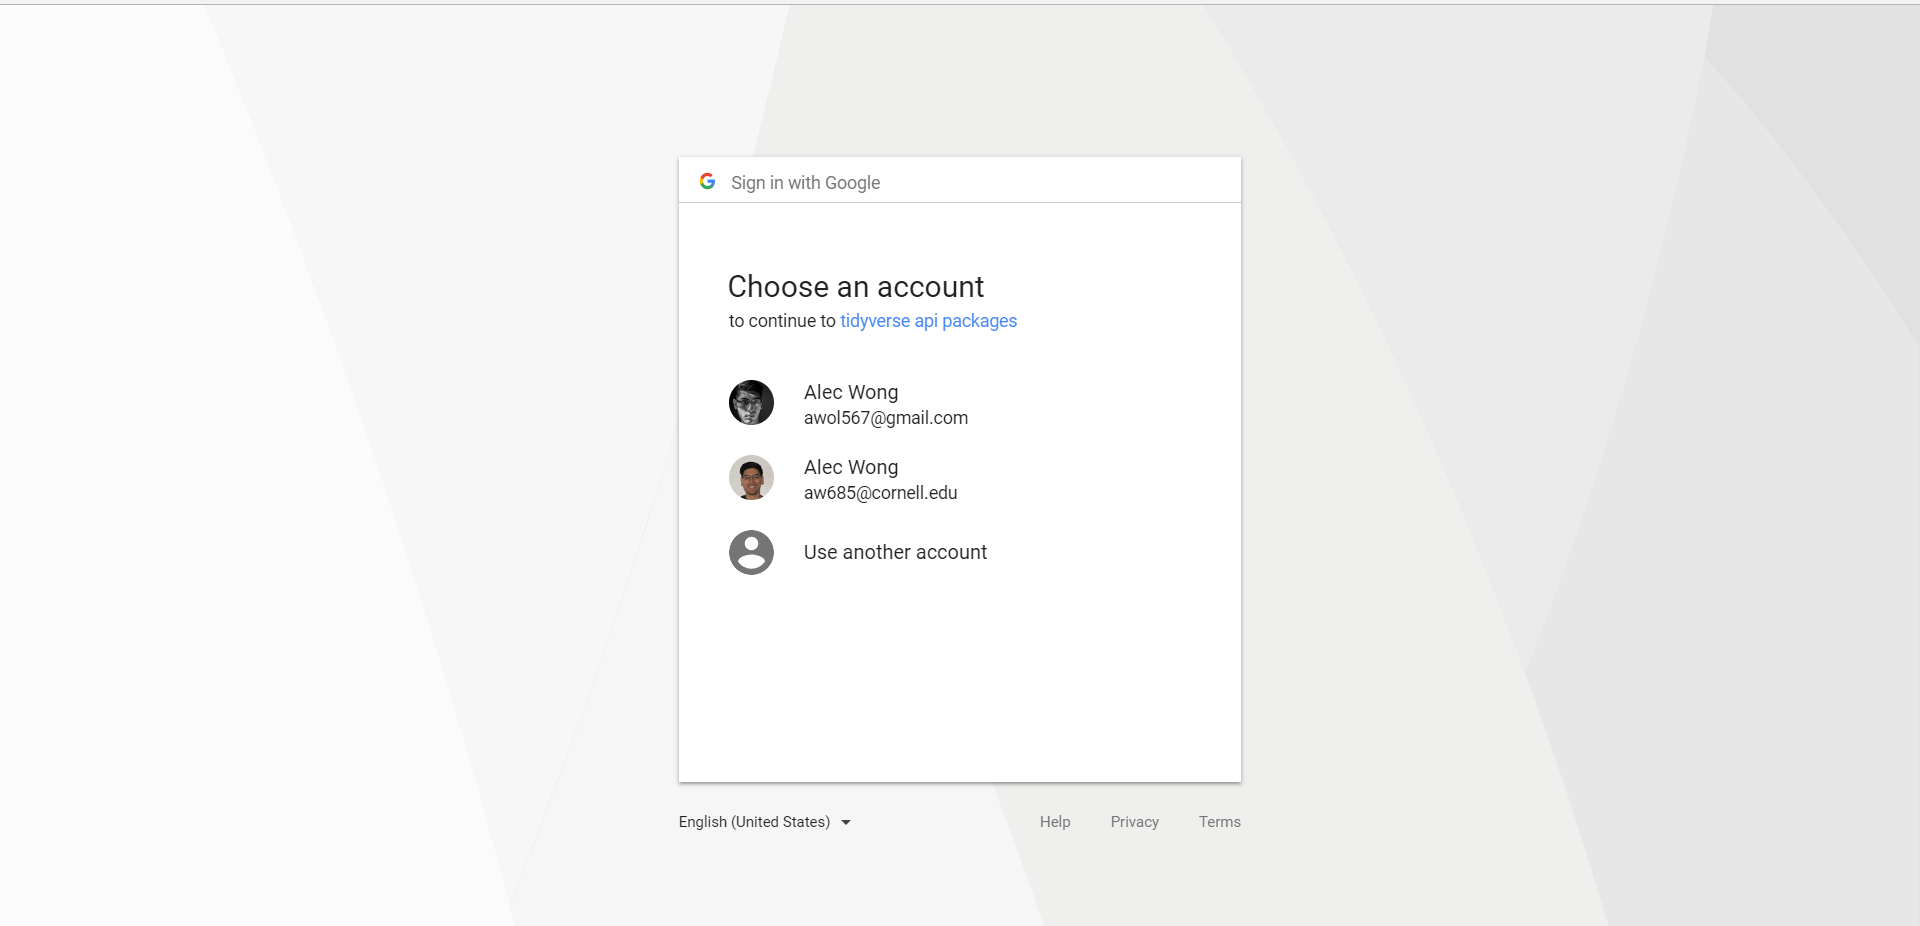 Sign in with Google
Choose an account
to continue to tidyverse api packages
Alec Wong
awol567@gmail.com
Alec Wong
aw685@cornell.edu
Use another account
English (United States)
Help
Privacy
Terms